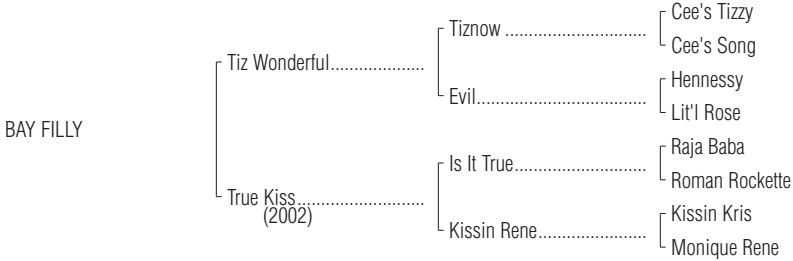 Cee's Tizzy
Tiznow ..............................
Cee's Song
Tiz Wonderful....................
Hennessy
Evil.....................................
Lit'l Rose
BAY FILLY
Raja Baba
Is It True............................
Roman Rockette
True Kiss...........................
(2002)
Kissin Kris
Kissin Rene.......................
Monique Rene